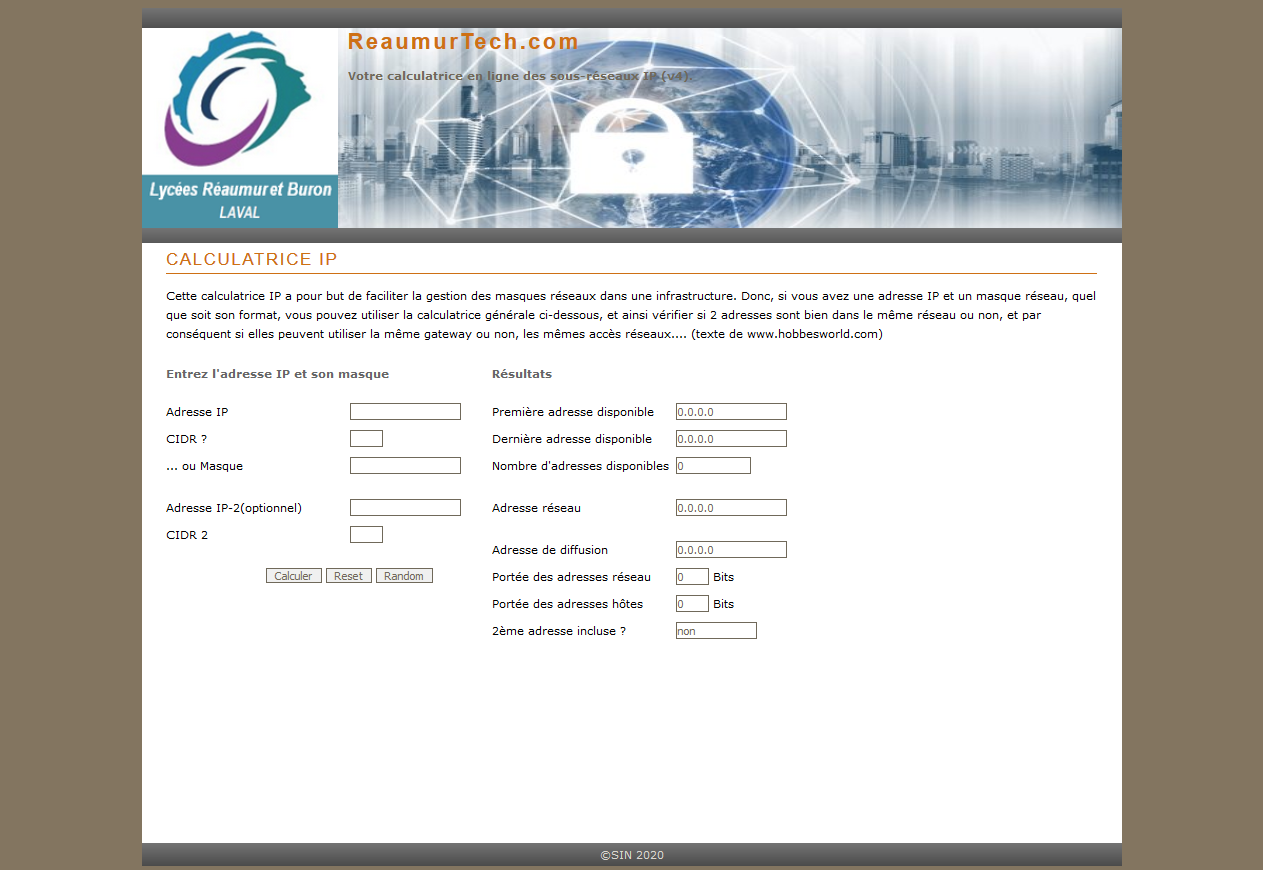 ReaumurTech.com
Votre calculatrice en ligne des sous-réseaux IP (v4).
Lycées Réaumur et Buron
LAVAL
CALCULATRICE IP
Cette calculatrice IP a pour but de faciliter la gestion des masques réseaux dans une infrastructure. Donc, si vous avez une adresse IP et un masque réseau, quel
que soit son format, vous pouvez utiliser la calculatrice générale ci-dessous, et ainsi vérifier si 2 adresses sont bien dans le même réseau ou non, et par
conséquent si elles peuvent utiliser la même gateway ou non, les mêmes accès réseaux.... (texte de www.hobbesworld.com)
Entrez l'adresse IP et son masque
Adresse IP
CIDR ?
... ou Masque
Adresse IP-2(optionnel)
CIDR 2
Calculer Reset Random
Résultats
Première adresse disponible 0.0.0.0
Dernière adresse disponible 0.0.0.0
Nombre d'adresses disponibles 0
Adresse réseau 0.0.0.0
Adresse de diffusion 0.0.0.0
Portée des adresses réseau 0 Bits
Portée des adresses hôtes 0 Bits
2ème adresse incluse ? non
©SIN 2020